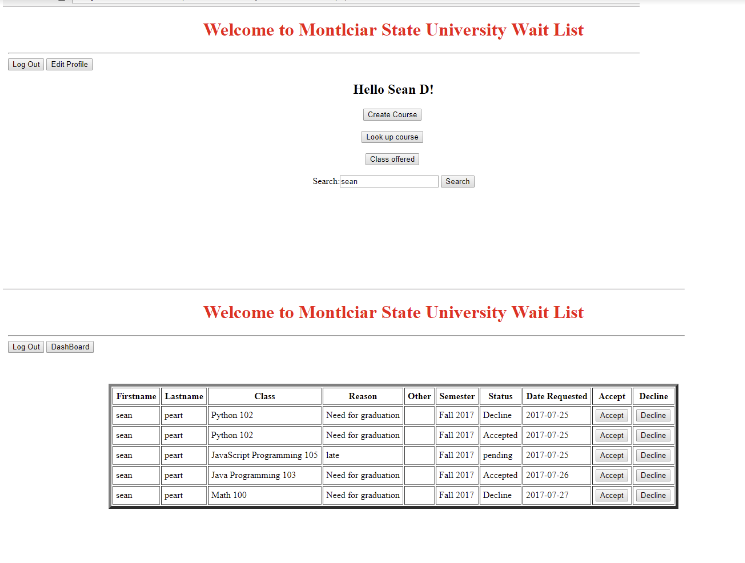 Welcome to Montlciar State University Wait List
Log Out Edit Profile
Hello Sean D!
Create Course
Look up course
Class offered
Search: sean Search
Welcome to Montlciar State University Wait List
Log Out DashBoard
Firstname Lastname Class Reason Other Semester Status Date Requested Accept Decline
sean peart Python 102 Need for graduation Fall 2017 Decline 2017-07-25 Accept Decline
sean peart Python 102 Need for graduation Fall 2017 Accepted 2017-07-25 Accept Decline
sean peart JavaScript Programming 105 late Fall 2017 pending 2017-07-25 Accept Decline
sean peart Java Programming 103 Need for graduation Fall 2017 Accepted 2017-07-26 Accept Decline
sean peart Math 100 Need for graduation Fall 2017 Decline 2017-07-27 Accept Decline